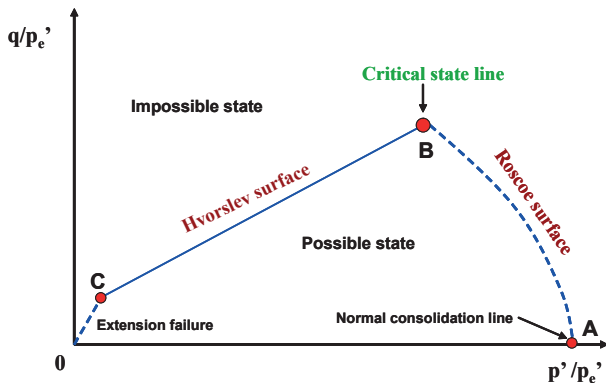 q/pe’
Critical state line
Impossible state
B
Hvorslev surface
Roscoe surface
Possible state
C
Normal consolidation line
A
Extension failure
0
p’/pe’